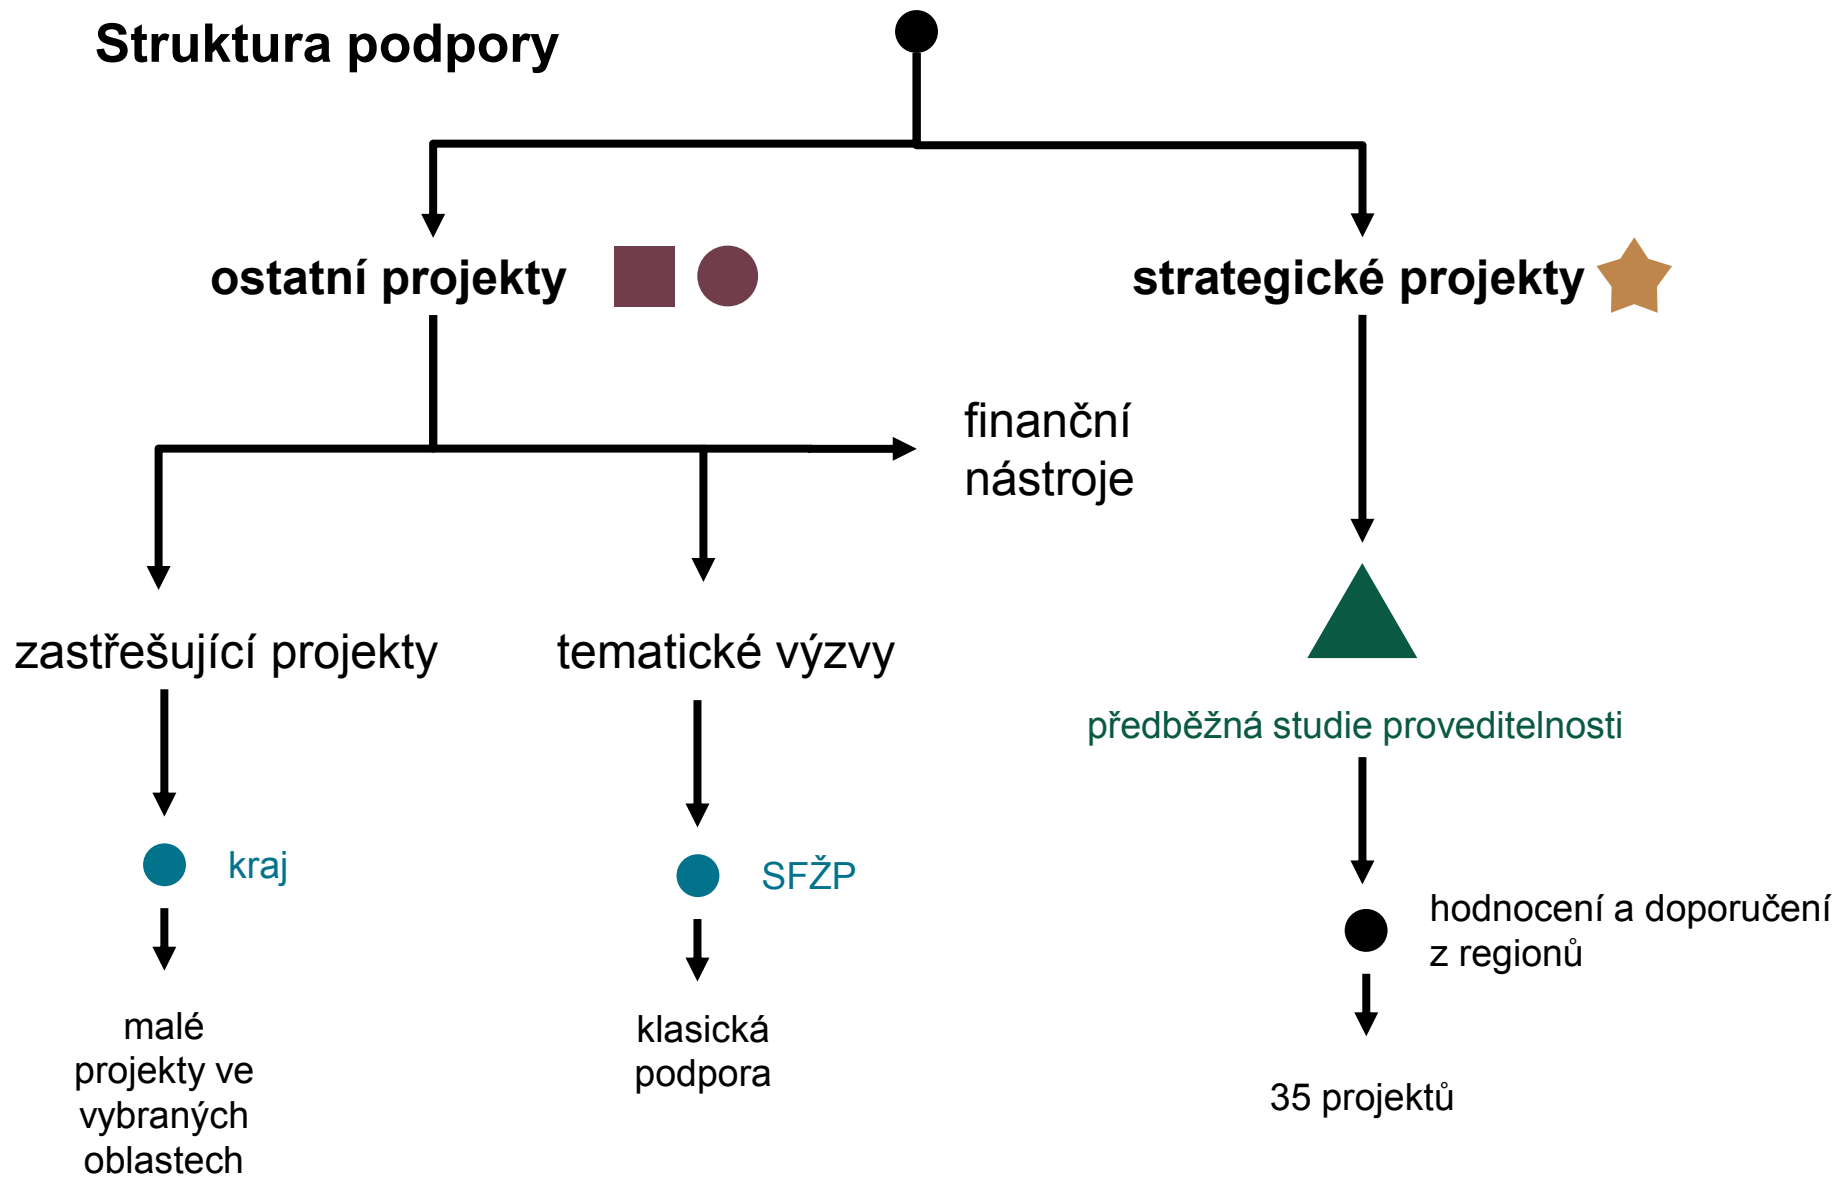 Struktura podpory
ostatní projekty
strategické projekty
finanční
nástroje
zastřešující projekty
tematické výzvy
předběžná studie proveditelnosti
kraj
SFŽP
hodnocení a doporučení
z regionů
malé
projekty ve
vybraných
oblastech
klasická
podpora
35 projektů